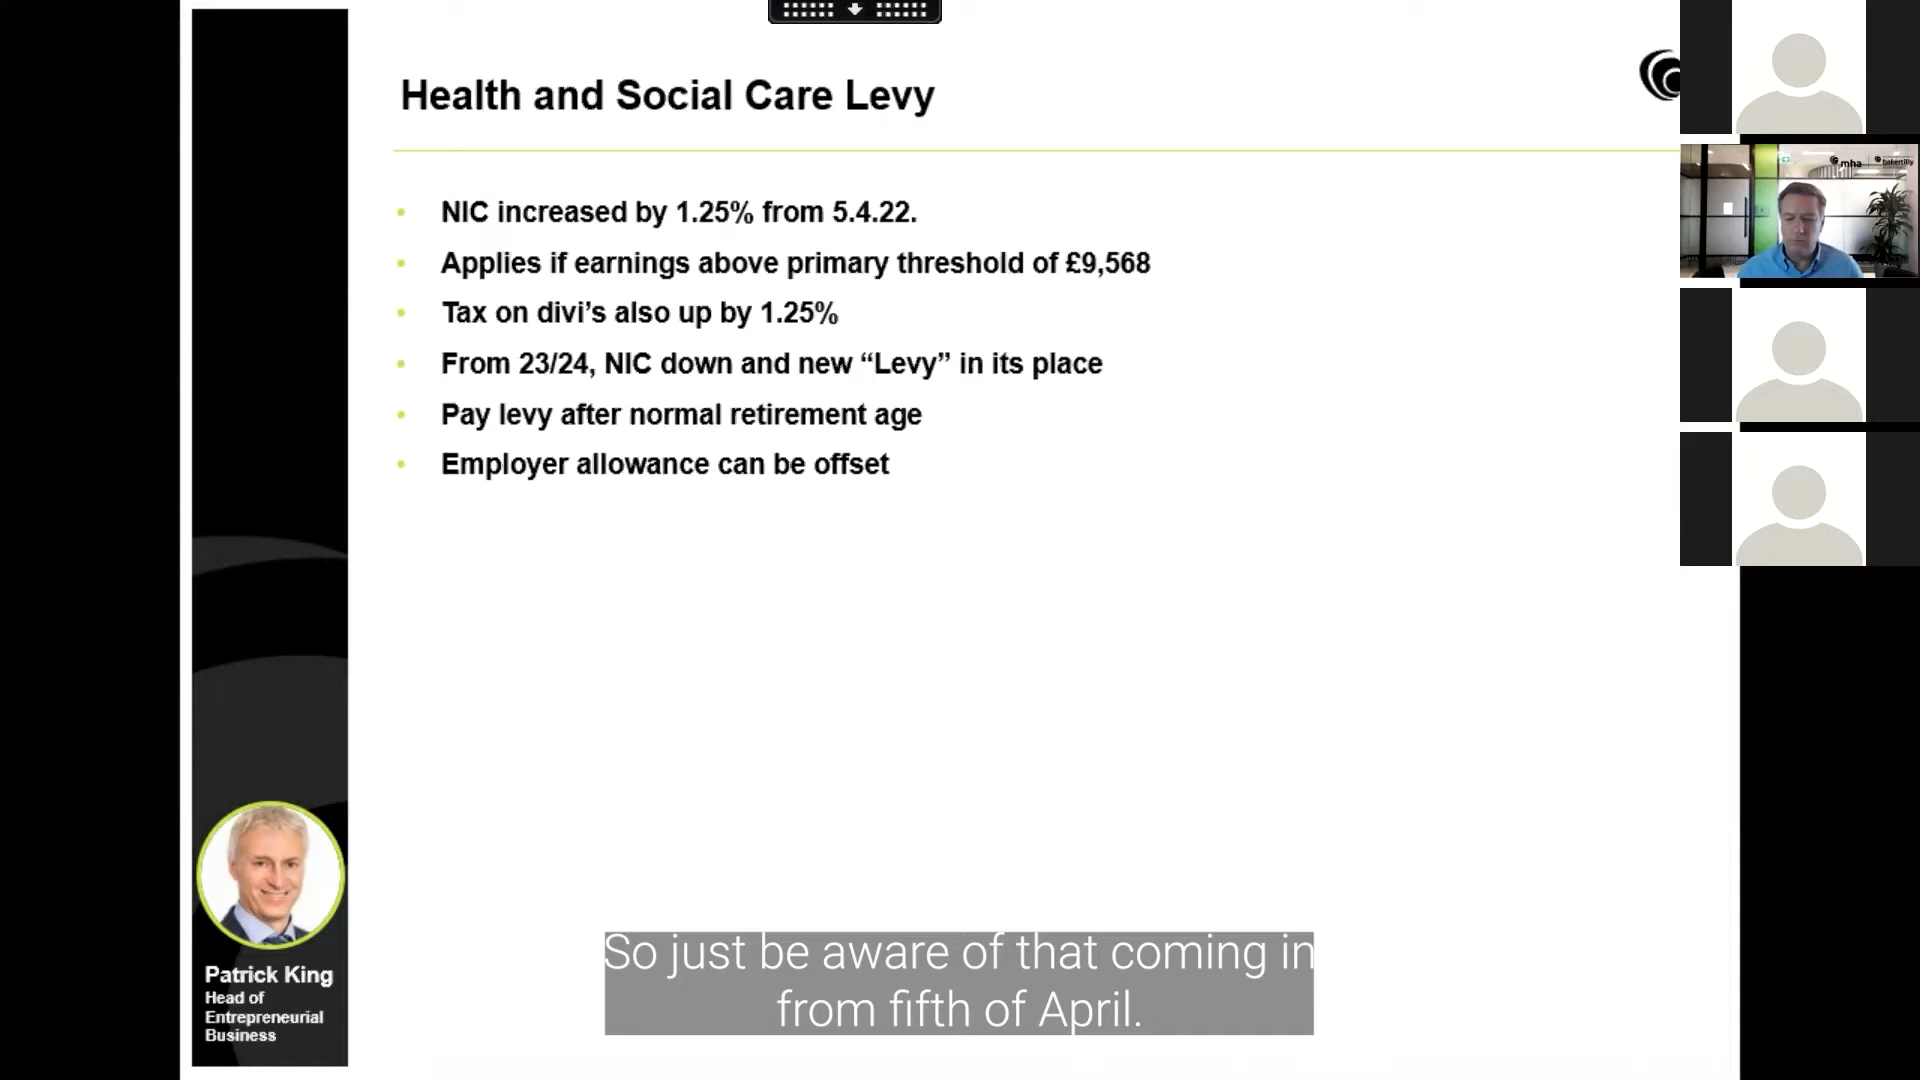 Health and Social Care Levy
• NIC increased by 1.25% from 5.4.22.
• Applies if earnings above primary threshold of £9,568
• Tax on divi’s also up by 1.25%
• From 23/24, NIC down and new “Levy” in its place
• Pay levy after normal retirement age
• Employer allowance can be offset
mha
bakertilly
Patrick King
Head of
Entrepreneurial
Business
So just be aware of that coming in
from fifth of April.